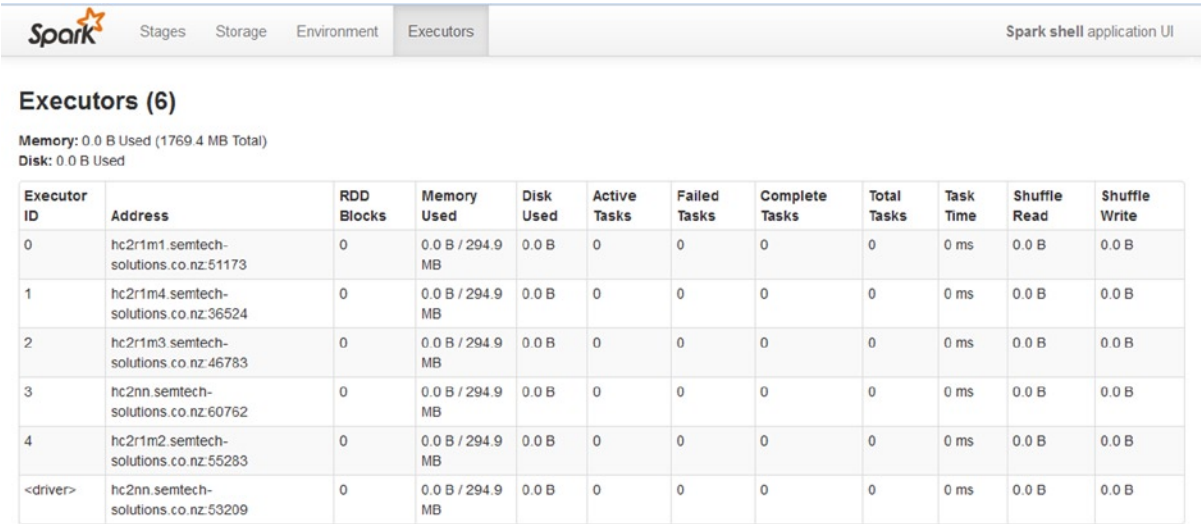 Spark Stages Storage Environment Executors Spark shell application UI
Executors (6)
Memory: 0.0 B Used (1769.4 MB Total)
Disk: 0.0 B Used
Executor RDD Memory Disk Active Failed Complete Total Task Shuffle Shuffle
ID Address Blocks Used Used Tasks Tasks Tasks Tasks Time Read Write
0 hc2r1m1.semtech- 0 0.0 B / 294.9 0.0 B 0 0 0 0 0 ms 0.0 B 0.0 B
solutions.co.nz:51173 MB
1 hc2r1m4.semtech- 0 0.0 B / 294.9 0.0 B 0 0 0 0 0 ms 0.0 B 0.0 B
solutions.co.nz:36524 MB
2 hc2r1m3.semtech- 0 0.0 B / 294.9 0.0 B 0 0 0 0 0 ms 0.0 B 0.0 B
solutions.co.nz:46783 MB
3 hc2nn.semtech- 0 0.0 B / 294.9 0.0 B 0 0 0 0 0 ms 0.0 B 0.0 B
solutions.co.nz:60762 MB
4 hc2r1m2.semtech- 0 0.0 B / 294.9 0.0 B 0 0 0 0 0 ms 0.0 B 0.0 B
solutions.co.nz:55283 MB
<driver> hc2nn.semtech- 0 0.0 B / 294.9 0.0 B 0 0 0 0 0 ms 0.0 B 0.0 B
solutions.co.nz:53209 MB